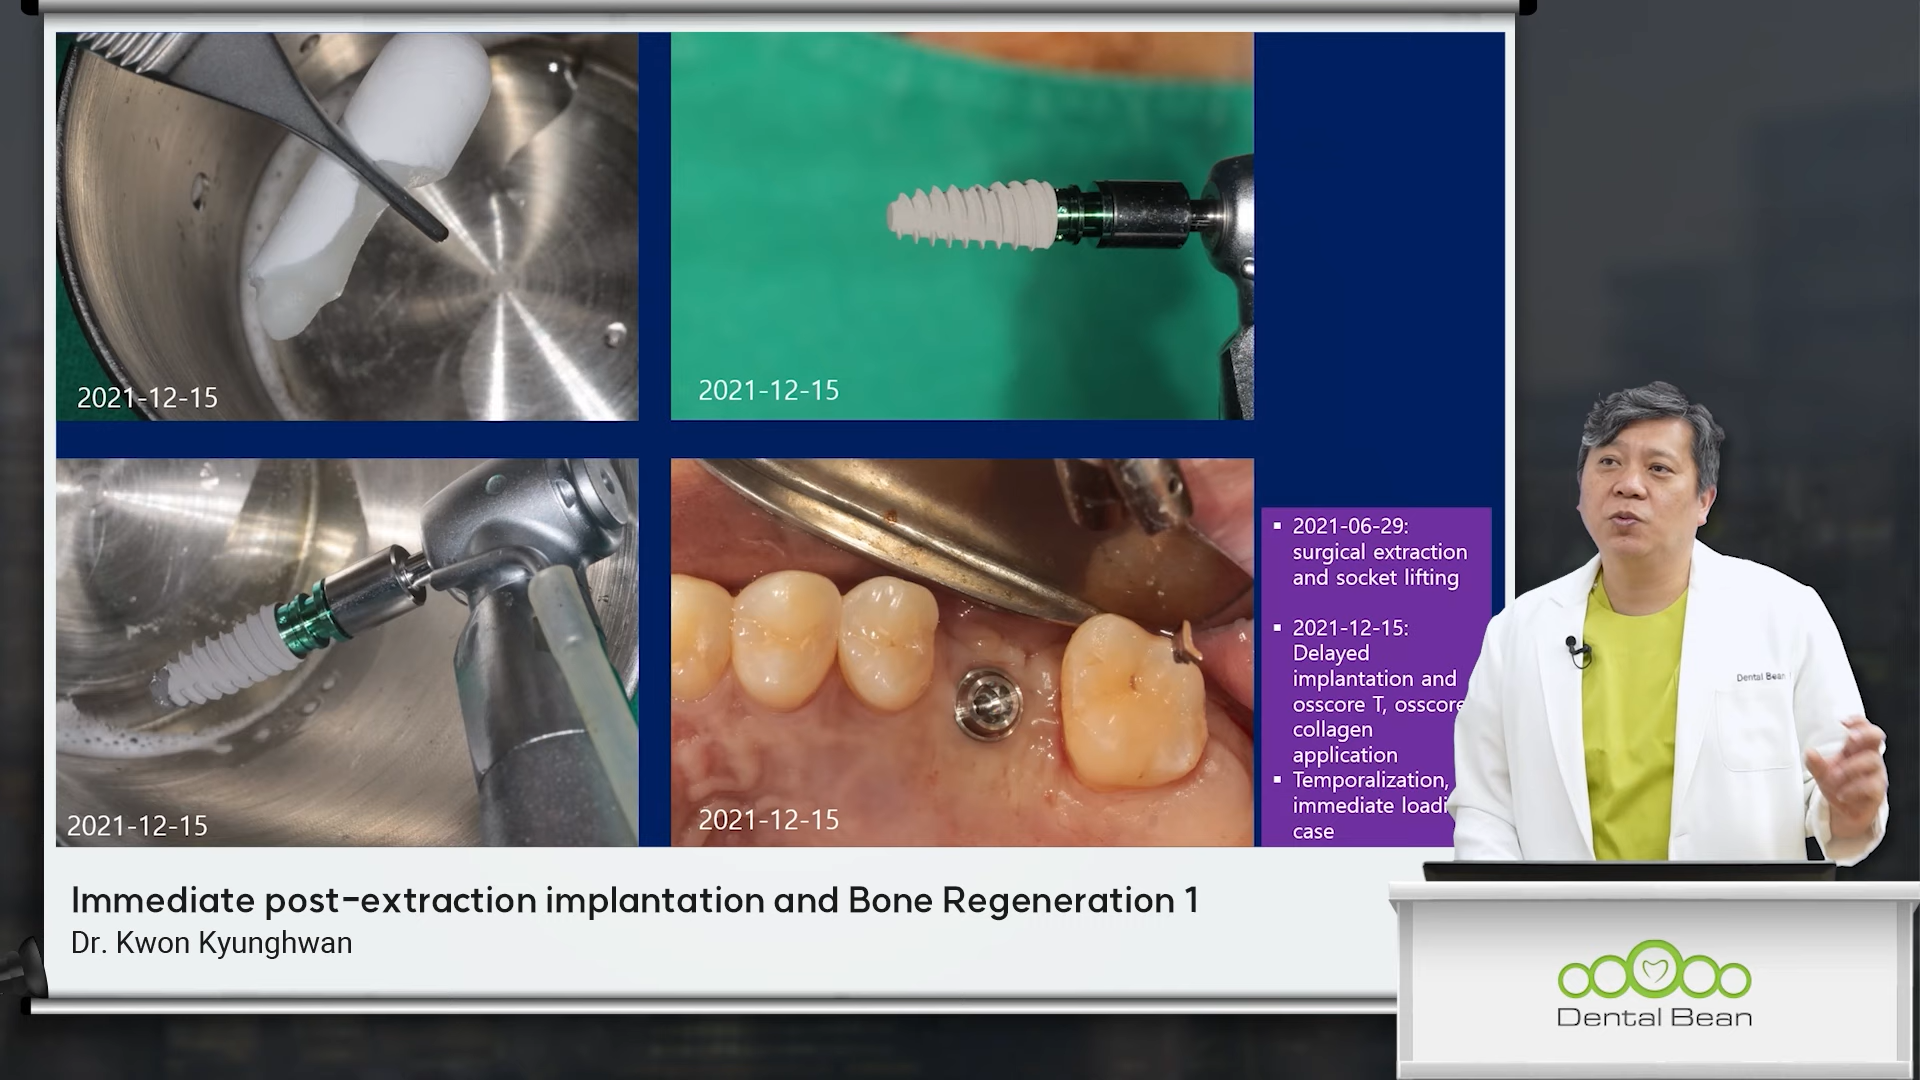 2021-12-15
2021-12-15
2021-12-15
2021-12-15
▪ 2021-06-29:
surgical extraction
and socket lifting
▪ 2021-12-15:
Delayed
implantation and
osscore T, osscore
collagen
application
▪ Temporalization,
immediate loadi
case
Immediate post-extraction implantation and Bone Regeneration 1
Dr. Kwon Kyunghwan
Dental Bean
Dental Bean